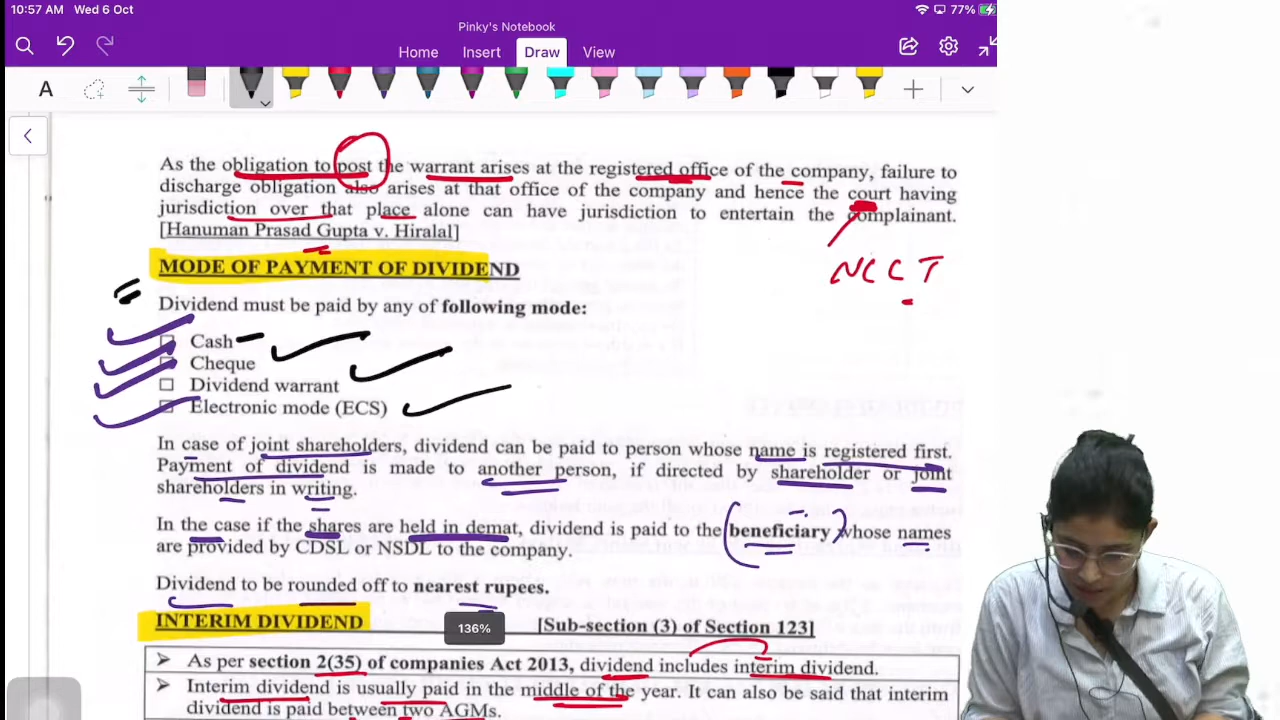 10:57 AM Wed 6 Oct
77%
Pinky's Notebook
Home Insert Draw View
A
As the obligation to post the warrant arises at the registered office of the company, failure to
discharge obligation also arises at that office of the company and hence the court having
jurisdiction over that place alone can have jurisdiction to entertain the complainant.
[Hanuman Prasad Gupta v. Hiralal]
MODE OF PAYMENT OF DIVIDEND
NCLT
Dividend must be paid by any of following mode:
Cash
Cheque
Dividend warrant
Electronic mode (ECS)
In case of joint shareholders, dividend can be paid to person whose name is registered first.
Payment of dividend is made to another person, if directed by shareholder or joint
shareholders in writing.
In the case if the shares are held in demat, dividend is paid to the beneficiary whose names
are provided by CDSL or NSDL to the company.
Dividend to be rounded off to nearest rupees.
136%
INTERIM DIVIDEND [Sub-section (3) of Section 123]
➢ As per section 2(35) of companies Act 2013, dividend includes interim dividend.
➢ Interim dividend is usually paid in the middle of the year. It can also be said that interim
dividend is paid between two AGMs.